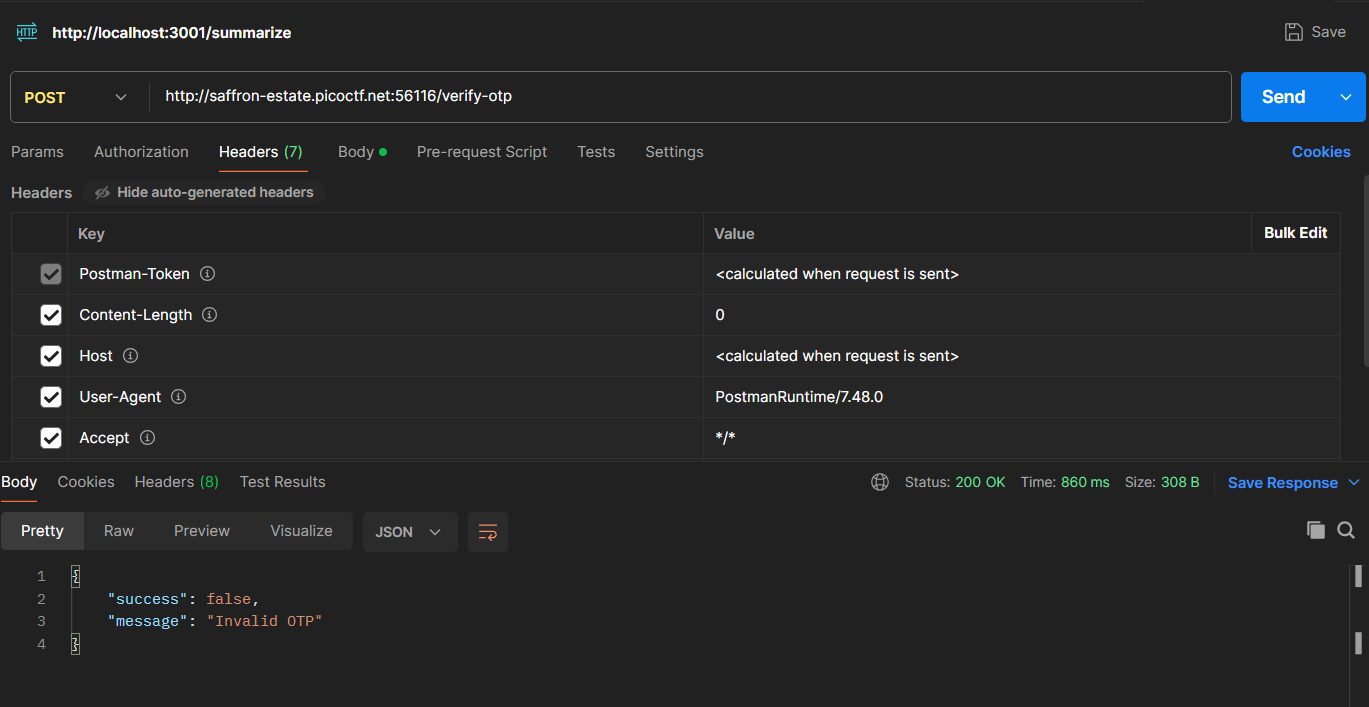 HTTP http://localhost:3001/summarize Save
POST http://saffron-estate.picoctf.net:56116/verify-otp Send
Params Authorization Headers (7) Body Pre-request Script Tests Settings Cookies
Headers Hide auto-generated headers
Key Value Bulk Edit
Postman-Token <calculated when request is sent>
Content-Length 0
Host <calculated when request is sent>
User-Agent PostmanRuntime/7.48.0
Accept */*
Body Cookies Headers (8) Test Results Status: 200 OK Time: 860 ms Size: 308 B Save Response
Pretty Raw Preview Visualize JSON
1 {
2 "success": false,
3 "message": "Invalid OTP"
4 }